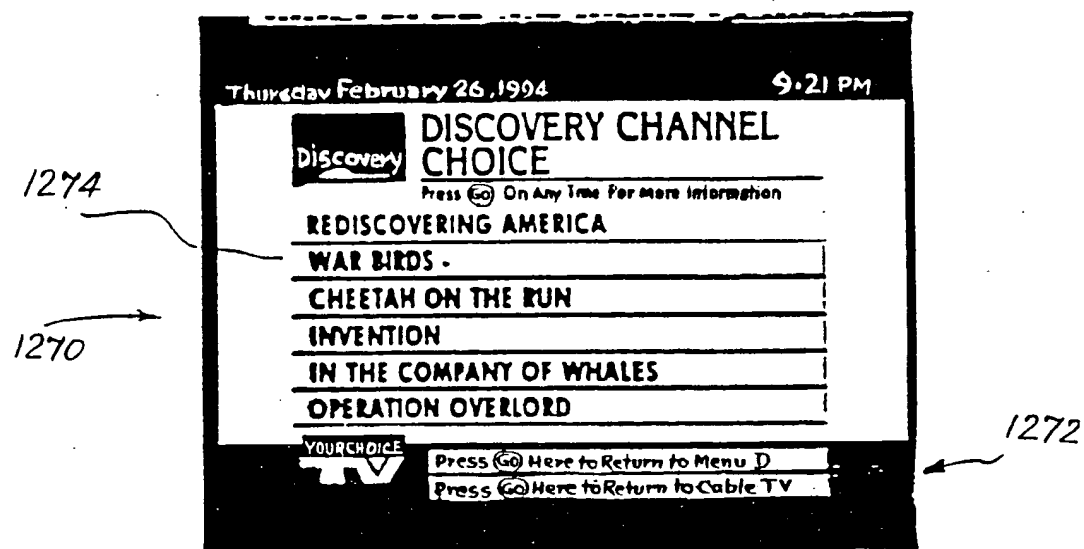 Thursday February 26, 1994 9:21 PM
Discovery
DISCOVERY CHANNEL
CHOICE
Press Go On Any Time For More Information
1274
REDISCOVERING AMERICA
WAR BIRDS -
CHEETAH ON THE RUN
1270
INVENTION
IN THE COMPANY OF WHALES
OPERATION OVERLORD
1272
YOUR CHOICE
TV
Press Go Here to Return to Menu D
Press Go Here to Return to Cable TV